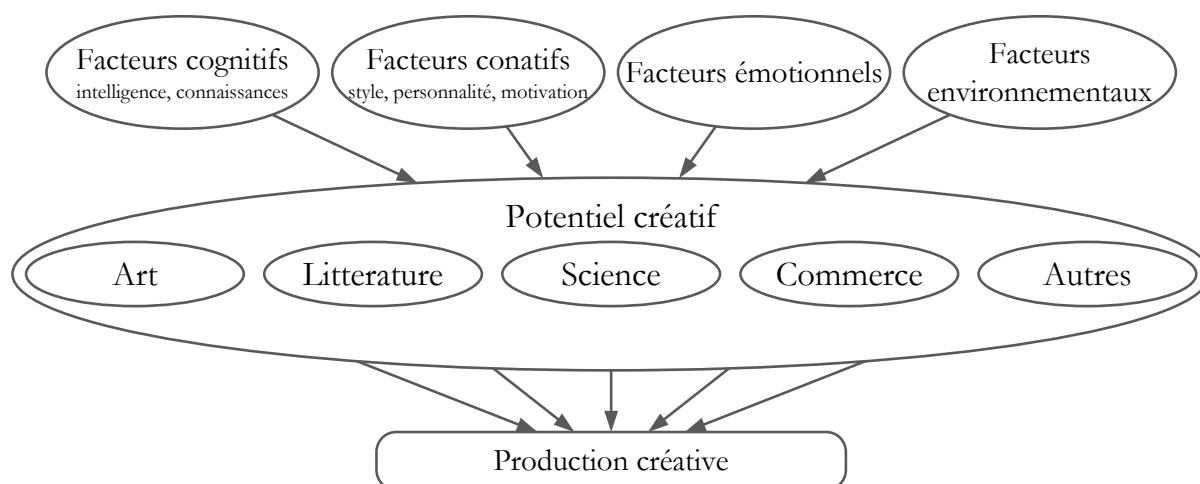 Facteurs cognitifs
intelligence, connaissances
Facteurs conatifs
style, personnalité, motivation
Facteurs émotionnels
Facteurs
environnementaux
Potentiel créatif
Art
Litterature
Science
Commerce
Autres
Production créative